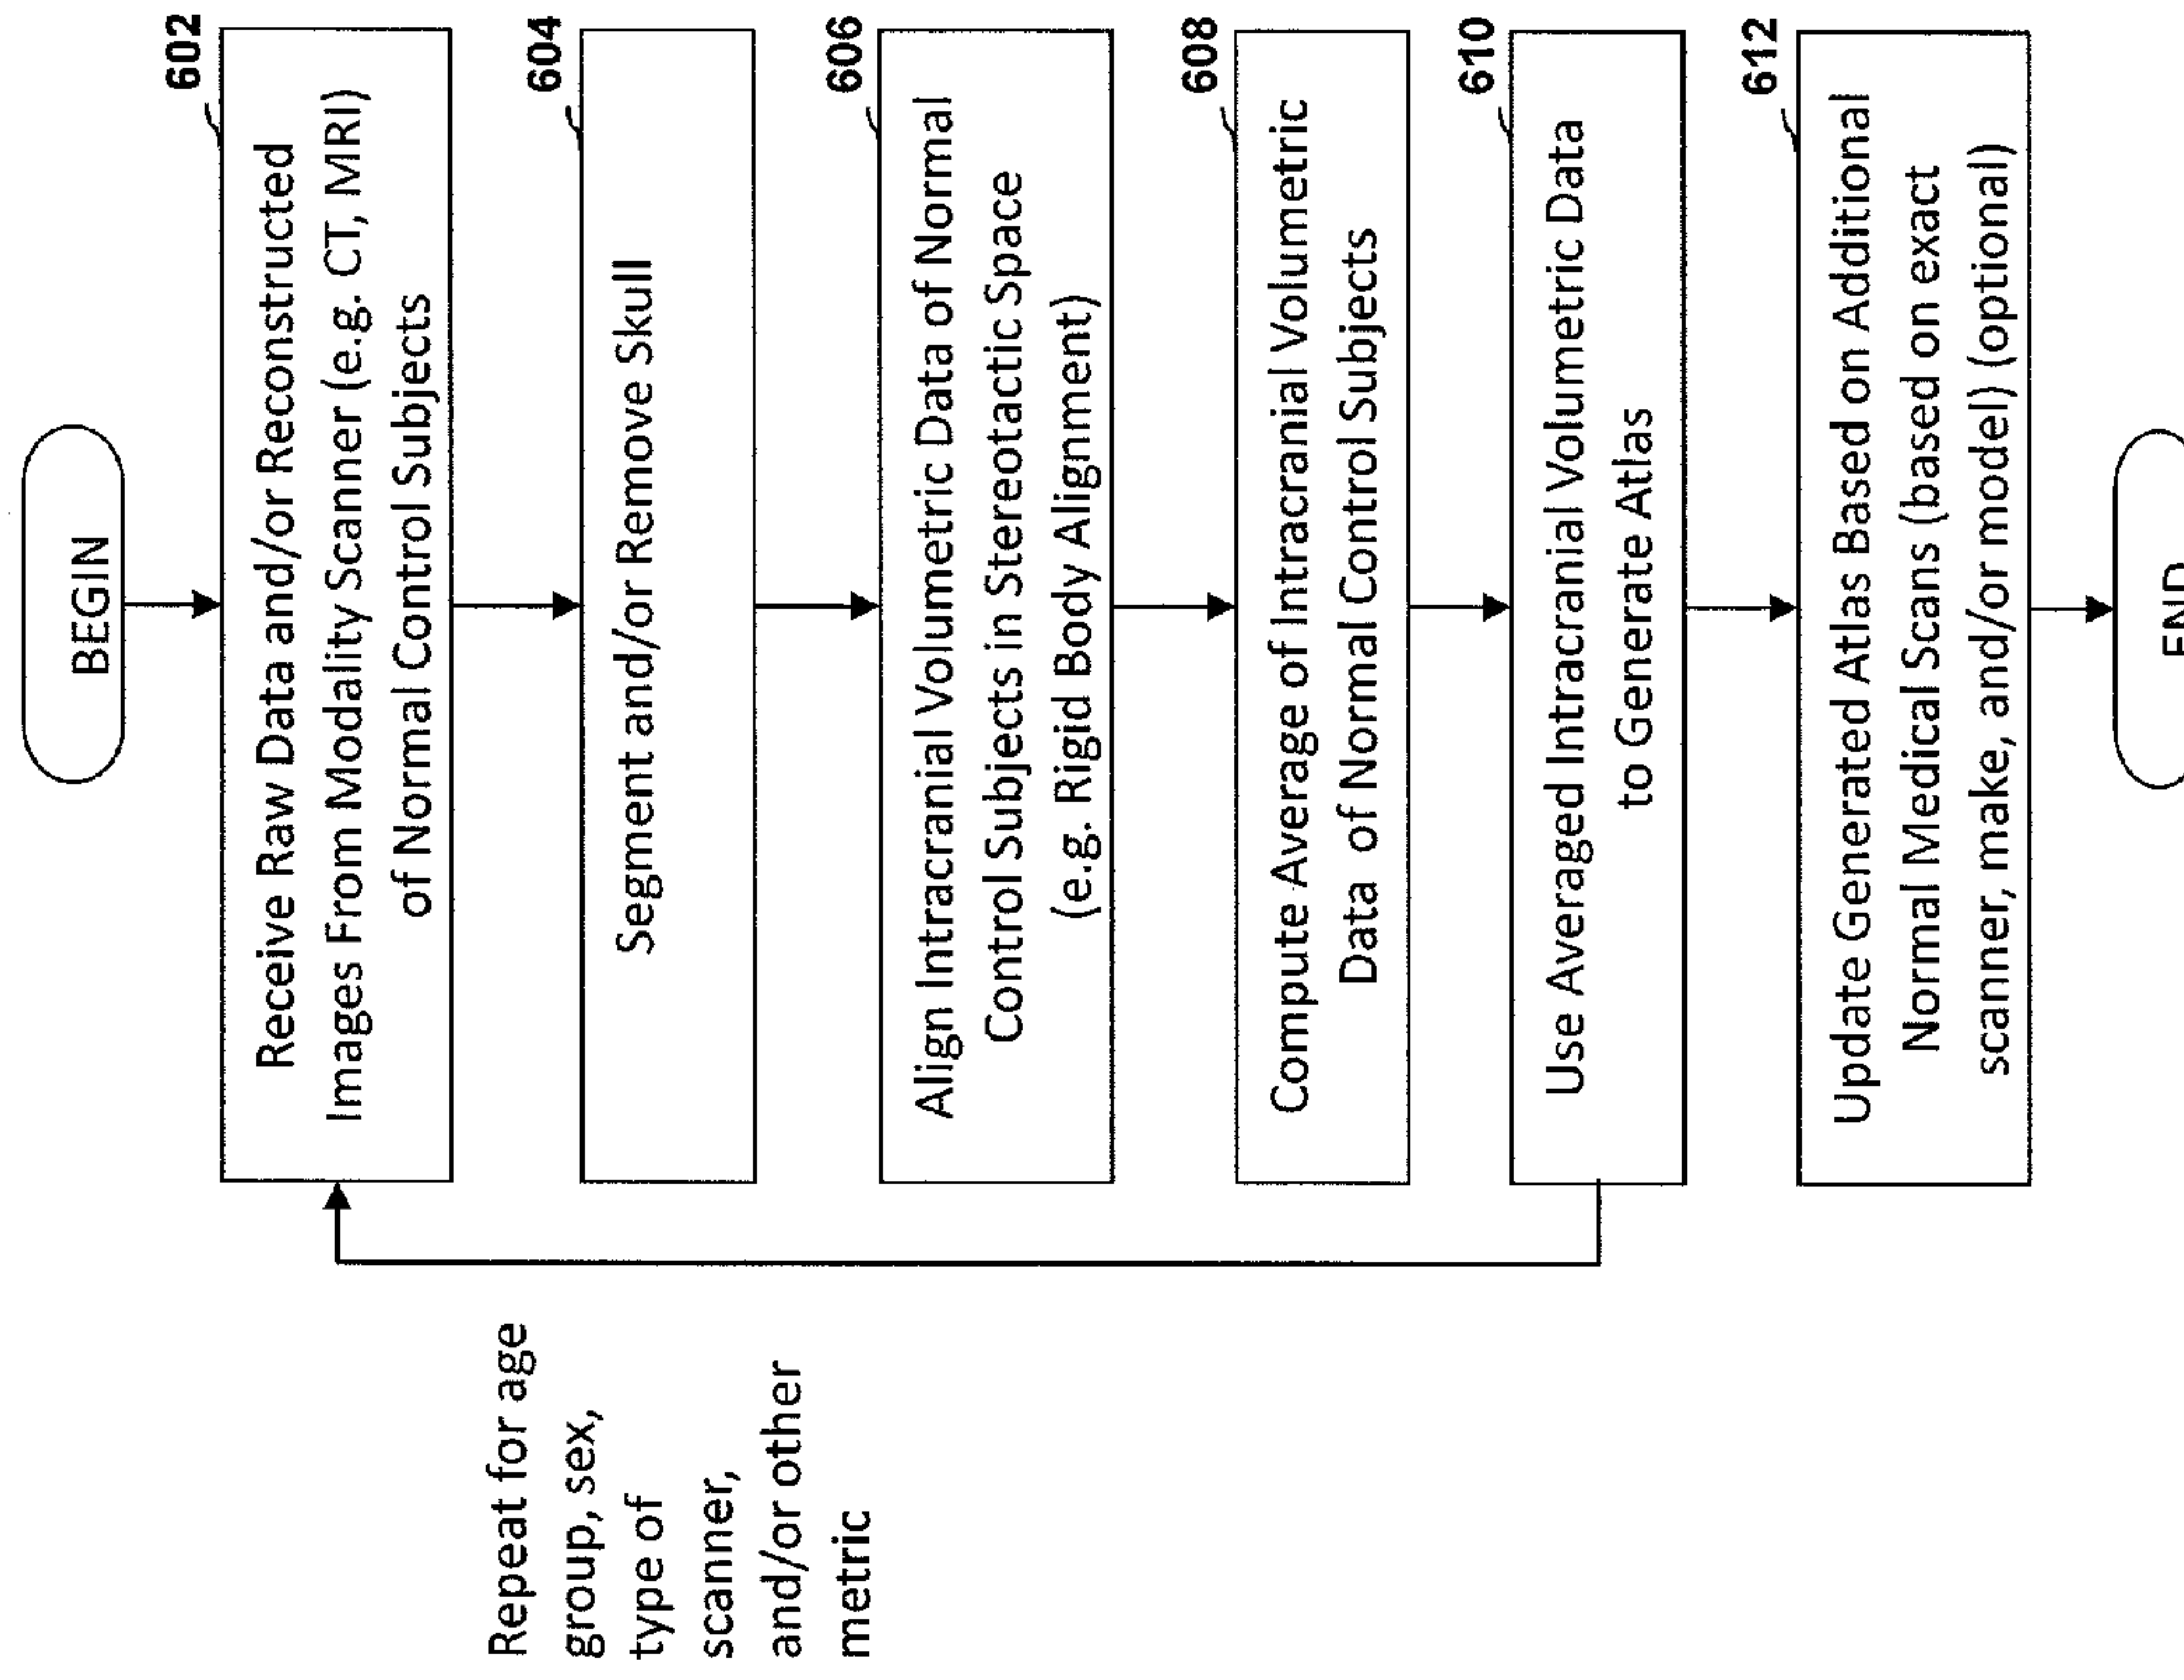 BEGIN
602
Receive Raw Data and/or Reconstructed
Images From Modality Scanner (e.g. CT, MRI)
of Normal Control Subjects
604
Segment and/or Remove Skull
606
Align Intracranial Volumetric Data of Normal
Control Subjects in Stereotactic Space
(e.g. Rigid Body Alignment)
608
Compute Average of Intracranial Volumetric
Data of Normal Control Subjects
610
Use Averaged Intracranial Volumetric Data
to Generate Atlas
612
Update Generated Atlas Based on Additional
Normal Medical Scans (based on exact
scanner, make, and/or model) (optional)
END
Repeat for age
group, sex,
type of
scanner,
and/or other
metric